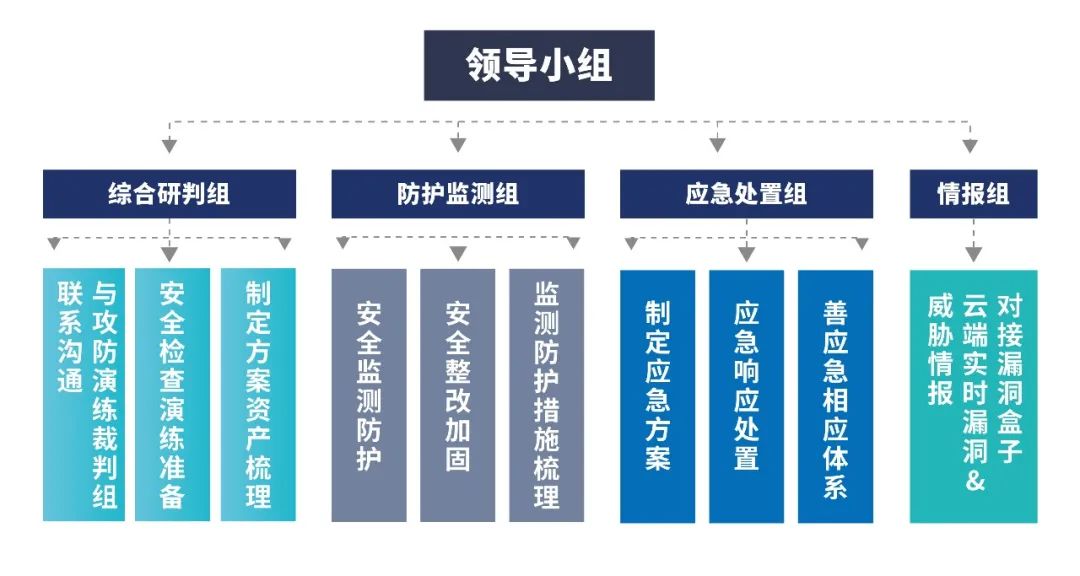 领导小组
综合研判组
防护监测组
应急处置组
情报组
与攻防演练裁判组
联系沟通
安全检查演练准备
制定方案资产梳理
安全监测防护
安全整改加固
监测防护措施梳理
制定应急方案
应急响应处置
善应急相应体系
对接漏洞盒子
云端实时漏洞&
威胁情报